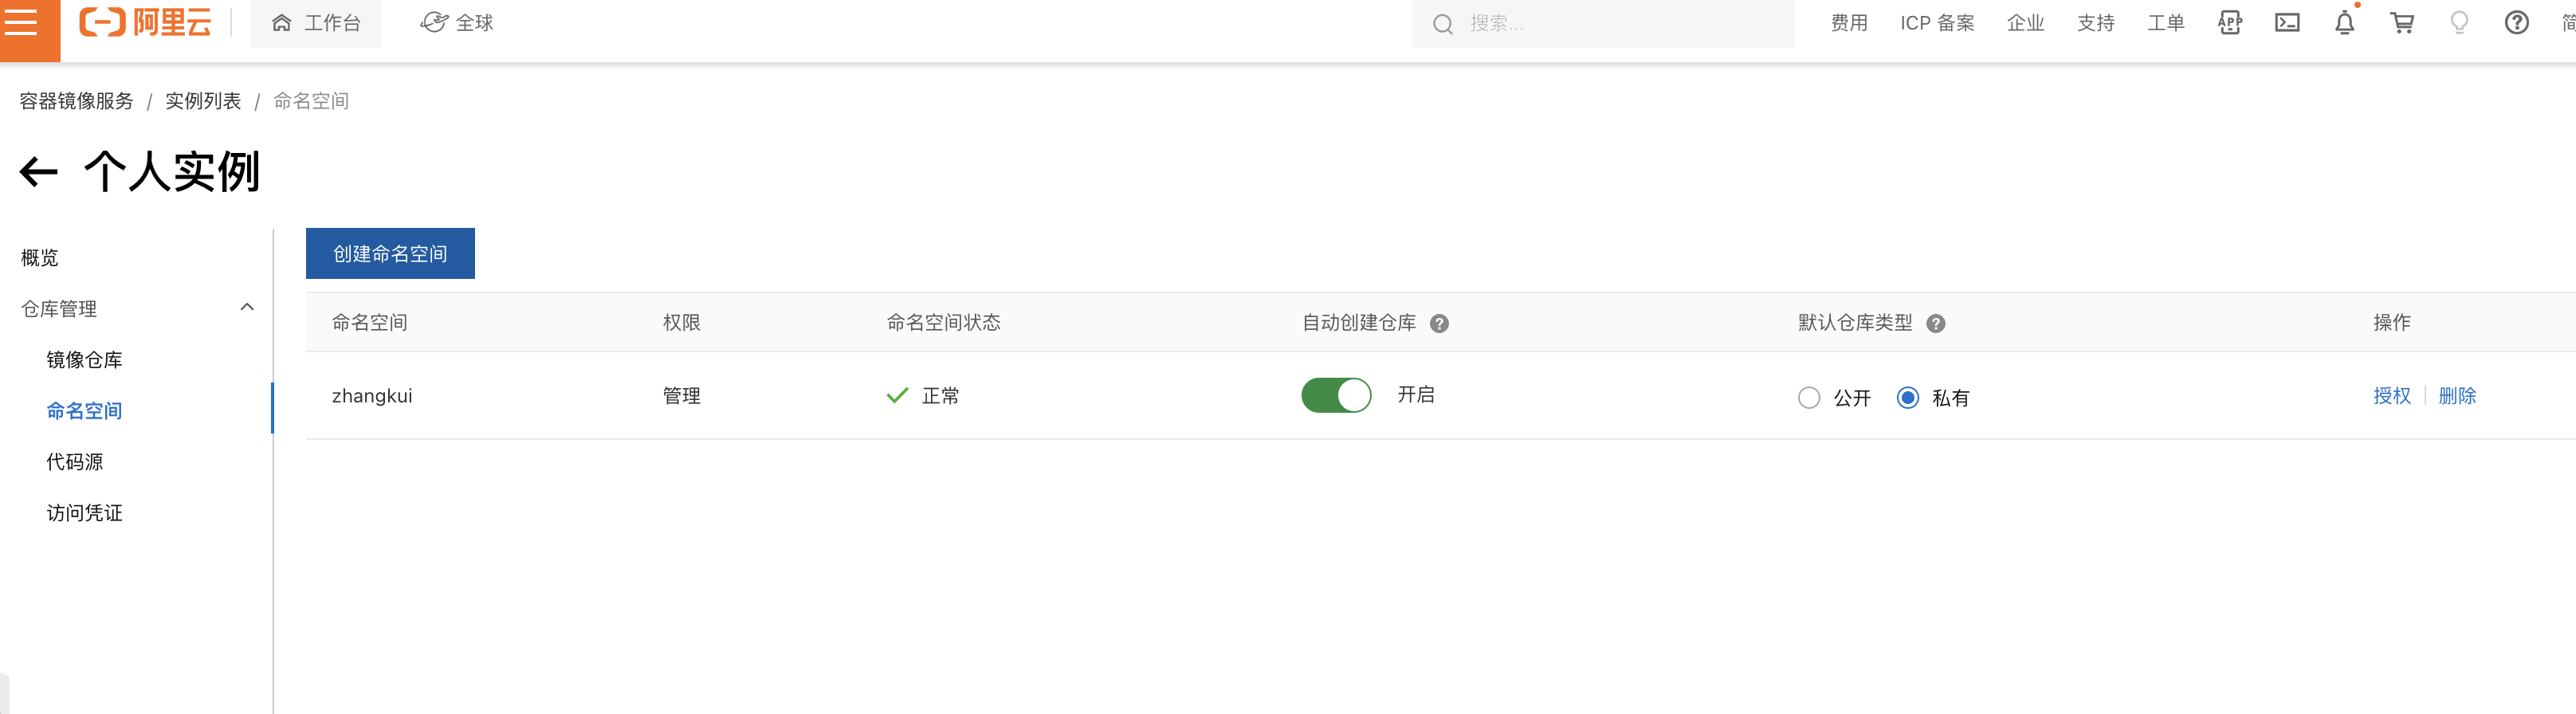 阿里云 工作台 全球 搜索... 费用 ICP 备案 企业 支持 工单 APP
容器镜像服务 / 实例列表 / 命名空间
个人实例
概览
仓库管理
镜像仓库
命名空间
代码源
访问凭证
创建命名空间
命名空间 权限 命名空间状态 自动创建仓库 默认仓库类型 操作
zhangkui 管理 正常 开启 公开 私有 授权 删除